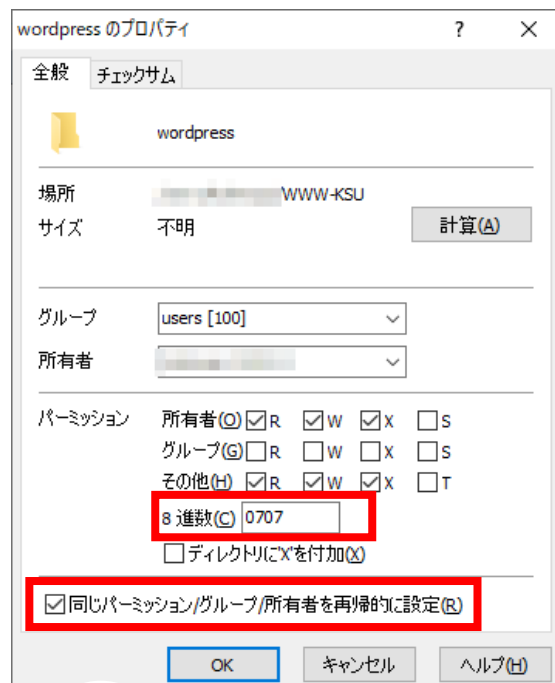 wordpress のプロパティ ? ×
全般 チェックサム
wordpress
場所 WWW-KSU
サイズ 不明 計算(A)
グループ users [100]
所有者
パーミッション 所有者(O) R W X S
グループ(G) R W X S
その他(H) R W X T
8 進数(C) 0707
ディレクトリに'X'を付加(X)
同じパーミッション/グループ/所有者を再帰的に設定(R)
OK キャンセル ヘルプ(H)